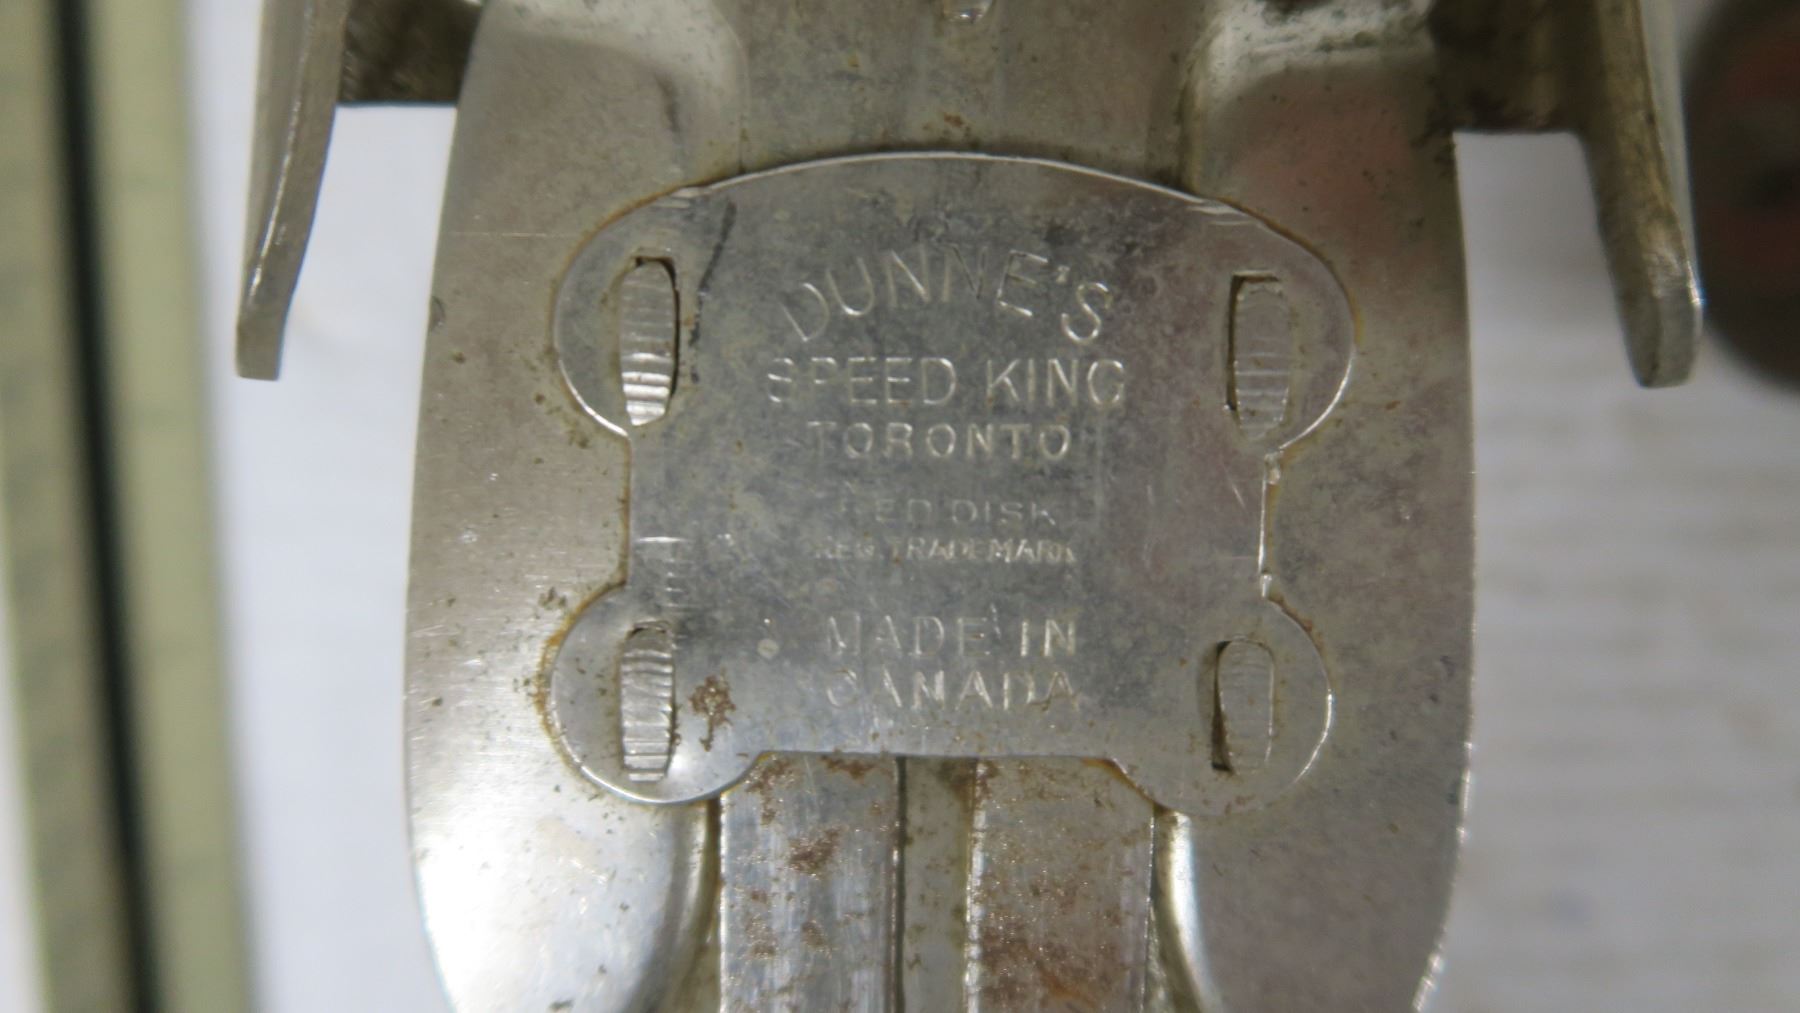 DUNNE'S
SPEED KING
TORONTO
RED DISK
REG. TRADEMARK
MADE IN
CANADA